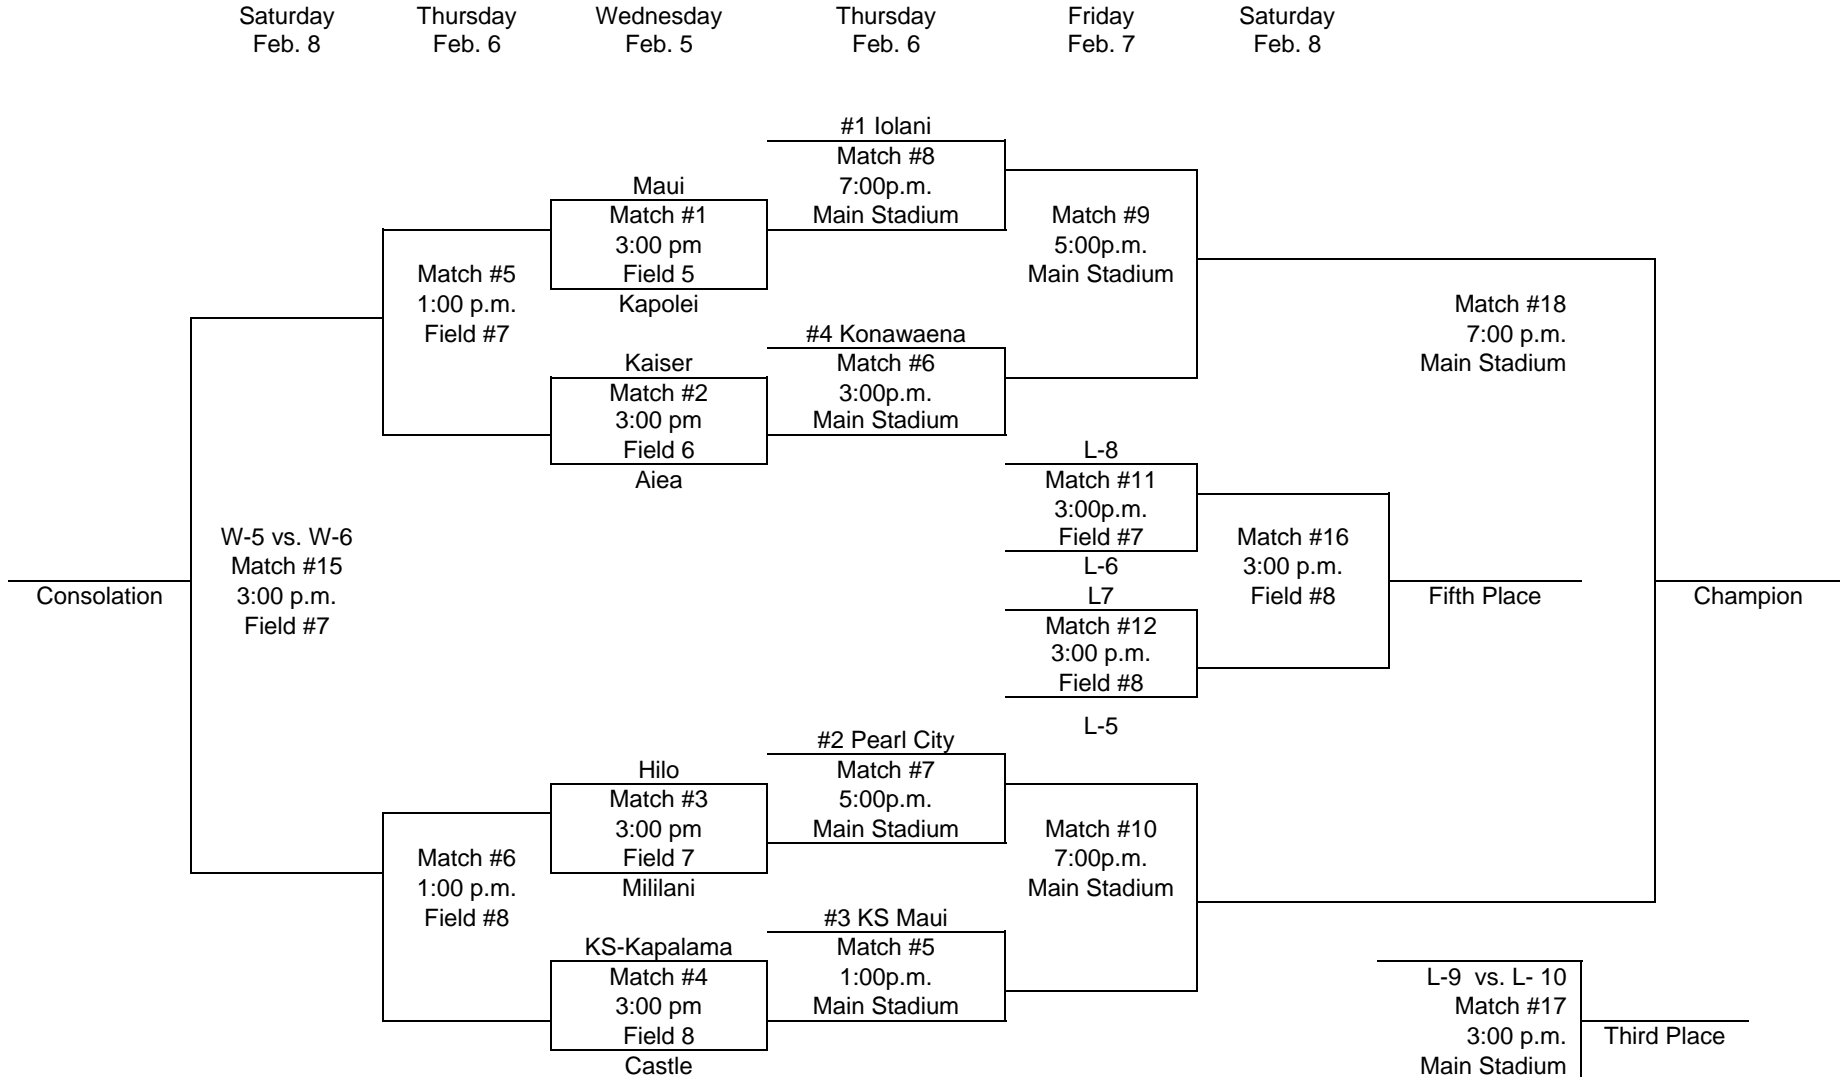 Saturday
Feb. 8
Thursday
Feb. 6
Wednesday
Feb. 5
Thursday
Feb. 6
Friday
Feb. 7
Saturday
Feb. 8
#1 Iolani
Match #8
7:00p.m.
Main Stadium
Maui
Match #1
3:00 pm
Field 5
Kapolei
Match #9
5:00p.m.
Main Stadium
Match #5
1:00 p.m.
Field #7
Match #18
7:00 p.m.
Main Stadium
#4 Konawaena
Match #6
3:00p.m.
Main Stadium
Kaiser
Match #2
3:00 pm
Field 6
Aiea
L-8
Match #11
3:00p.m.
Field #7
L-6
W-5 vs. W-6
Match #15
3:00 p.m.
Field #7
Consolation
Match #16
3:00 p.m.
Field #8
Fifth Place
Champion
L7
Match #12
3:00 p.m.
Field #8
L-5
#2 Pearl City
Match #7
5:00p.m.
Main Stadium
Hilo
Match #3
3:00 pm
Field 7
Mililani
Match #10
7:00p.m.
Main Stadium
Match #6
1:00 p.m.
Field #8
#3 KS Maui
Match #5
1:00p.m.
Main Stadium
KS-Kapalama
Match #4
3:00 pm
Field 8
Castle
L-9 vs. L- 10
Match #17
3:00 p.m.
Main Stadium
Third Place